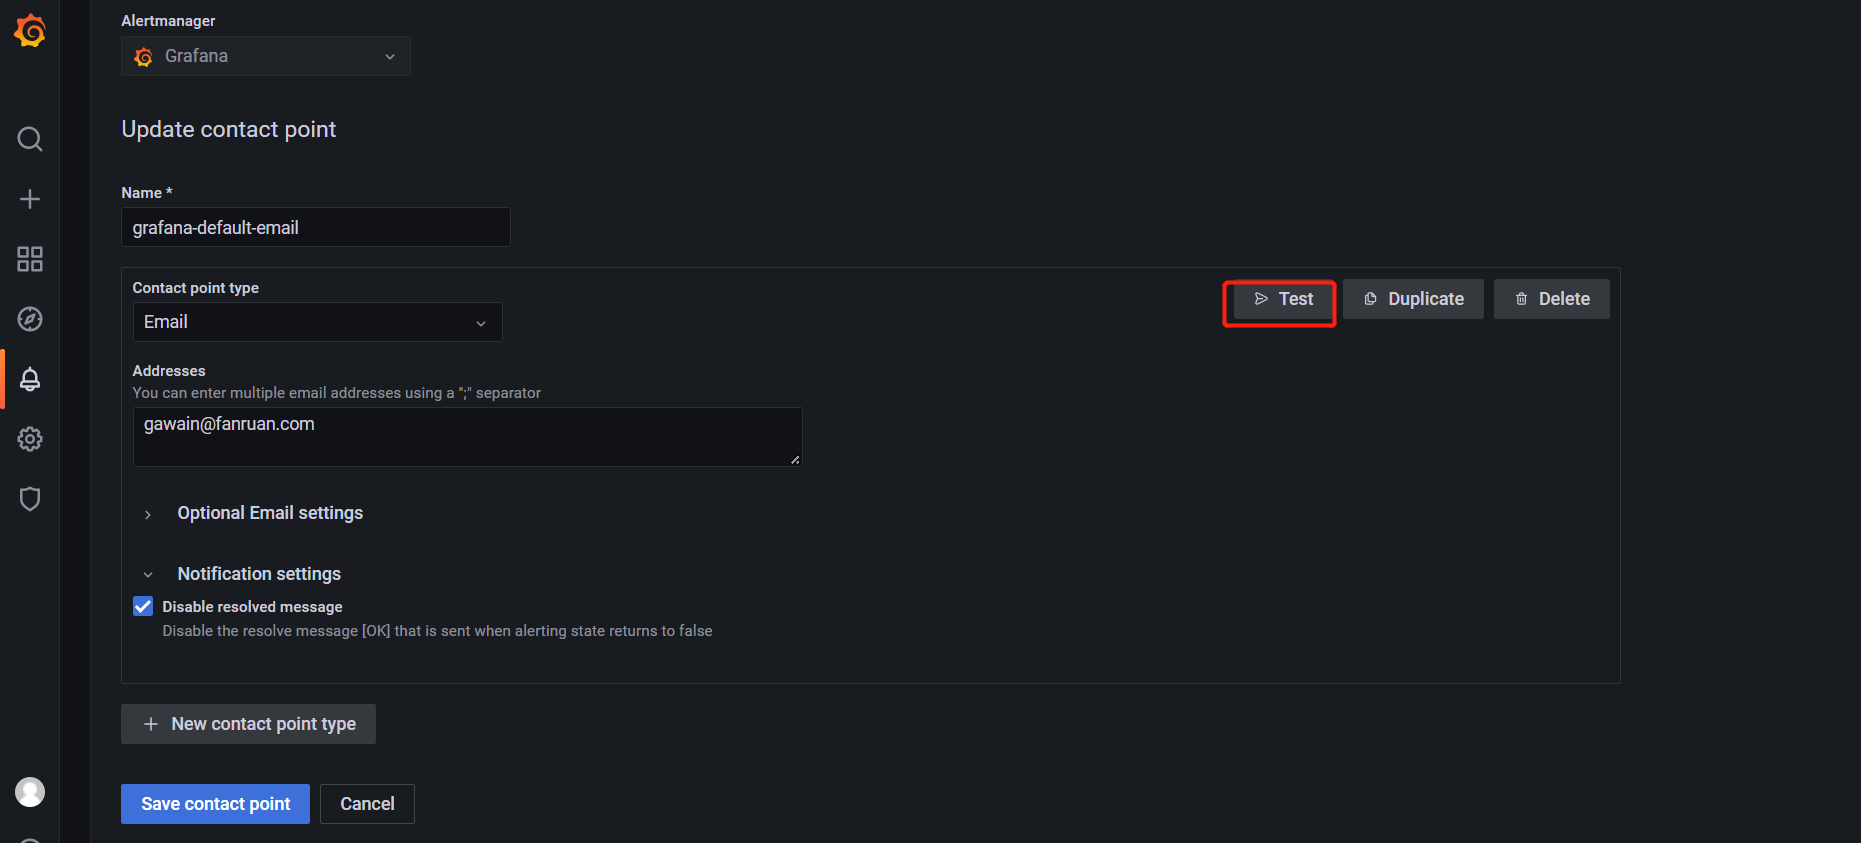 Alertmanager
Grafana
Update contact point
Name *
grafana-default-email
Contact point type
Email
Test
Duplicate
Delete
Addresses
You can enter multiple email addresses using a ";" separator
gawain@fanruan.com
Optional Email settings
Notification settings
Disable resolved message
Disable the resolve message [OK] that is sent when alerting state returns to false
New contact point type
Save contact point
Cancel